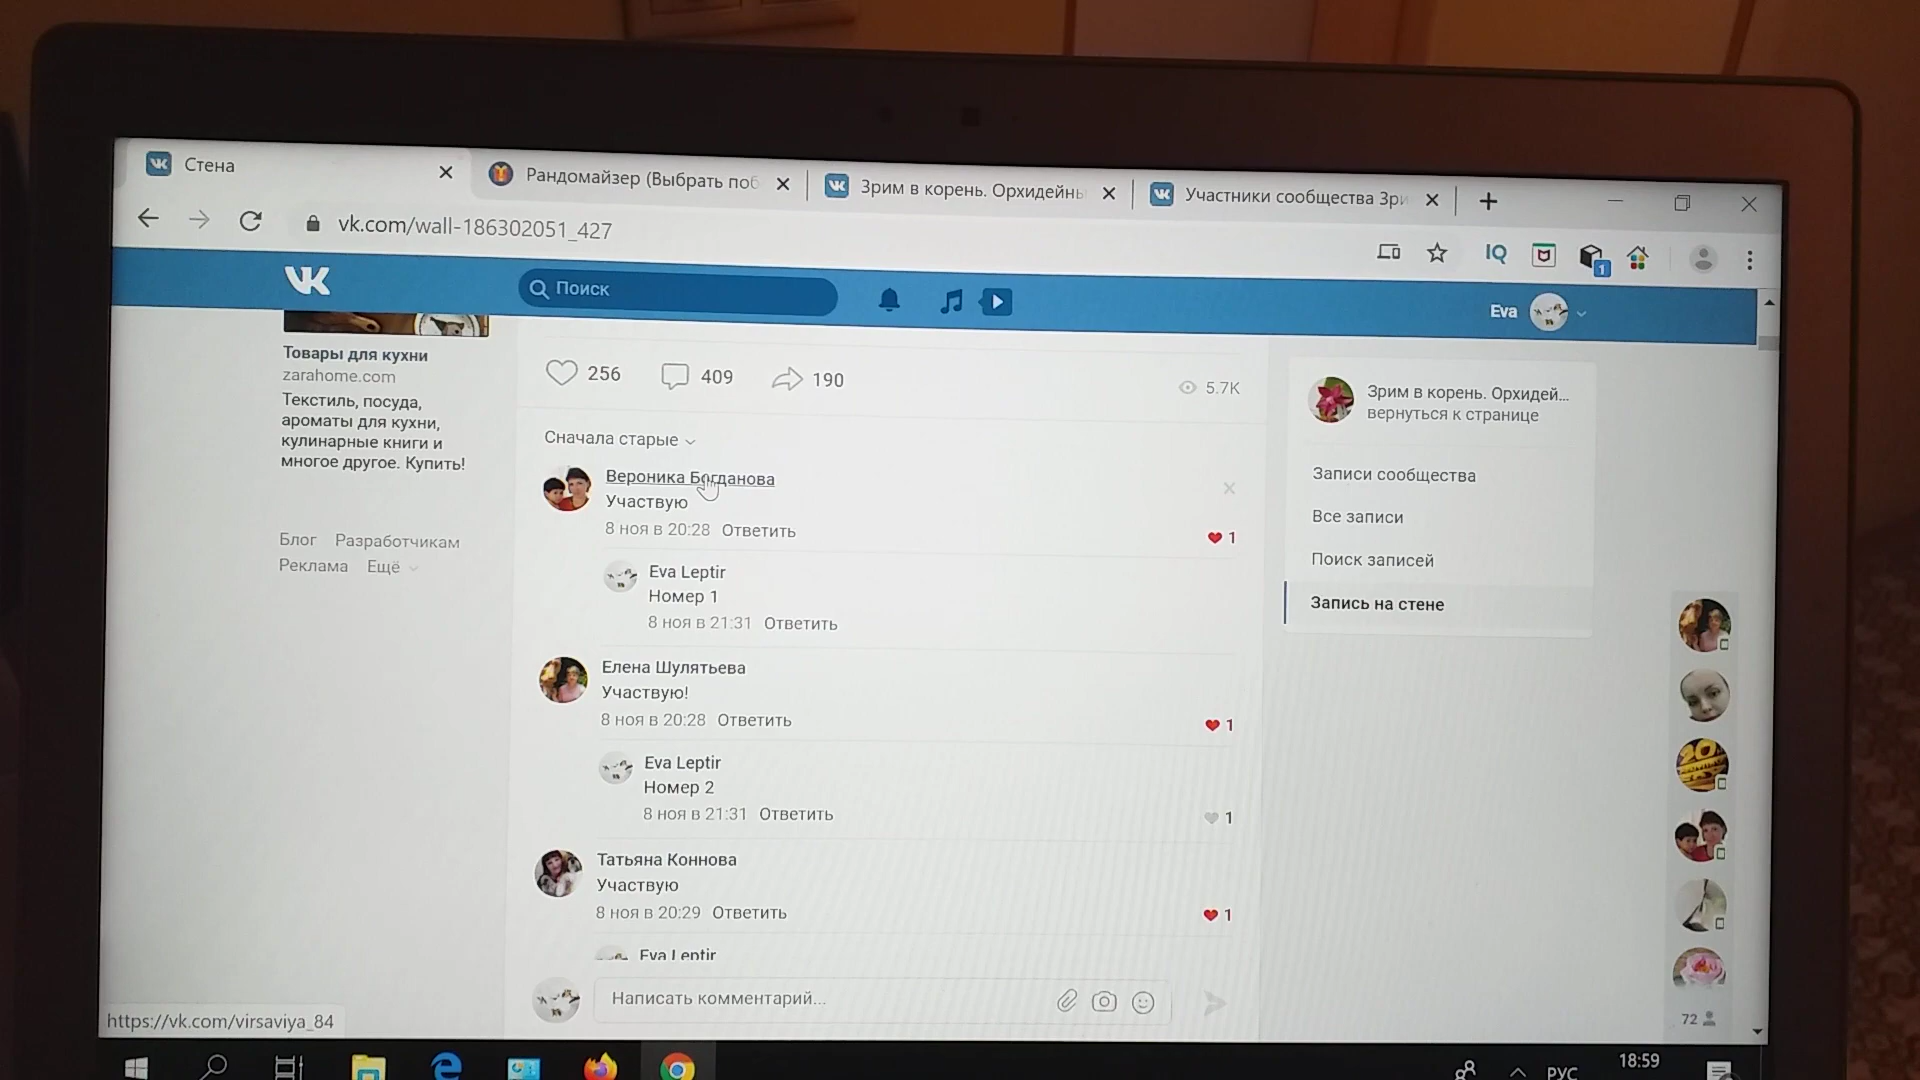 Стена
Рандомайзер (Выбрать поб
Зрим в корень. Орхидейны
Участники сообщества Зри
vk.com/wall-186302051_427
IQ
1
Поиск
Eva
Товары для кухни
zarahome.com
Текстиль, посуда,
ароматы для кухни,
кулинарные книги и
многое другое. Купить!
Блог Разработчикам
Реклама Ещё
256 409 190 5.7K
Сначала старые
Вероника Богданова
Участвую
8 ноя в 20:28 Ответить
1
Eva Leptir
Номер 1
8 ноя в 21:31 Ответить
Елена Шулятьева
Участвую!
8 ноя в 20:28 Ответить
1
Eva Leptir
Номер 2
8 ноя в 21:31 Ответить
1
Татьяна Коннова
Участвую
8 ноя в 20:29 Ответить
1
Eva Leptir
Написать комментарий...
Зрим в корень. Орхидей...
вернуться к странице
Записи сообщества
Все записи
Поиск записей
Запись на стене
20
72
https://vk.com/virsaviya_84
РУС
18:59